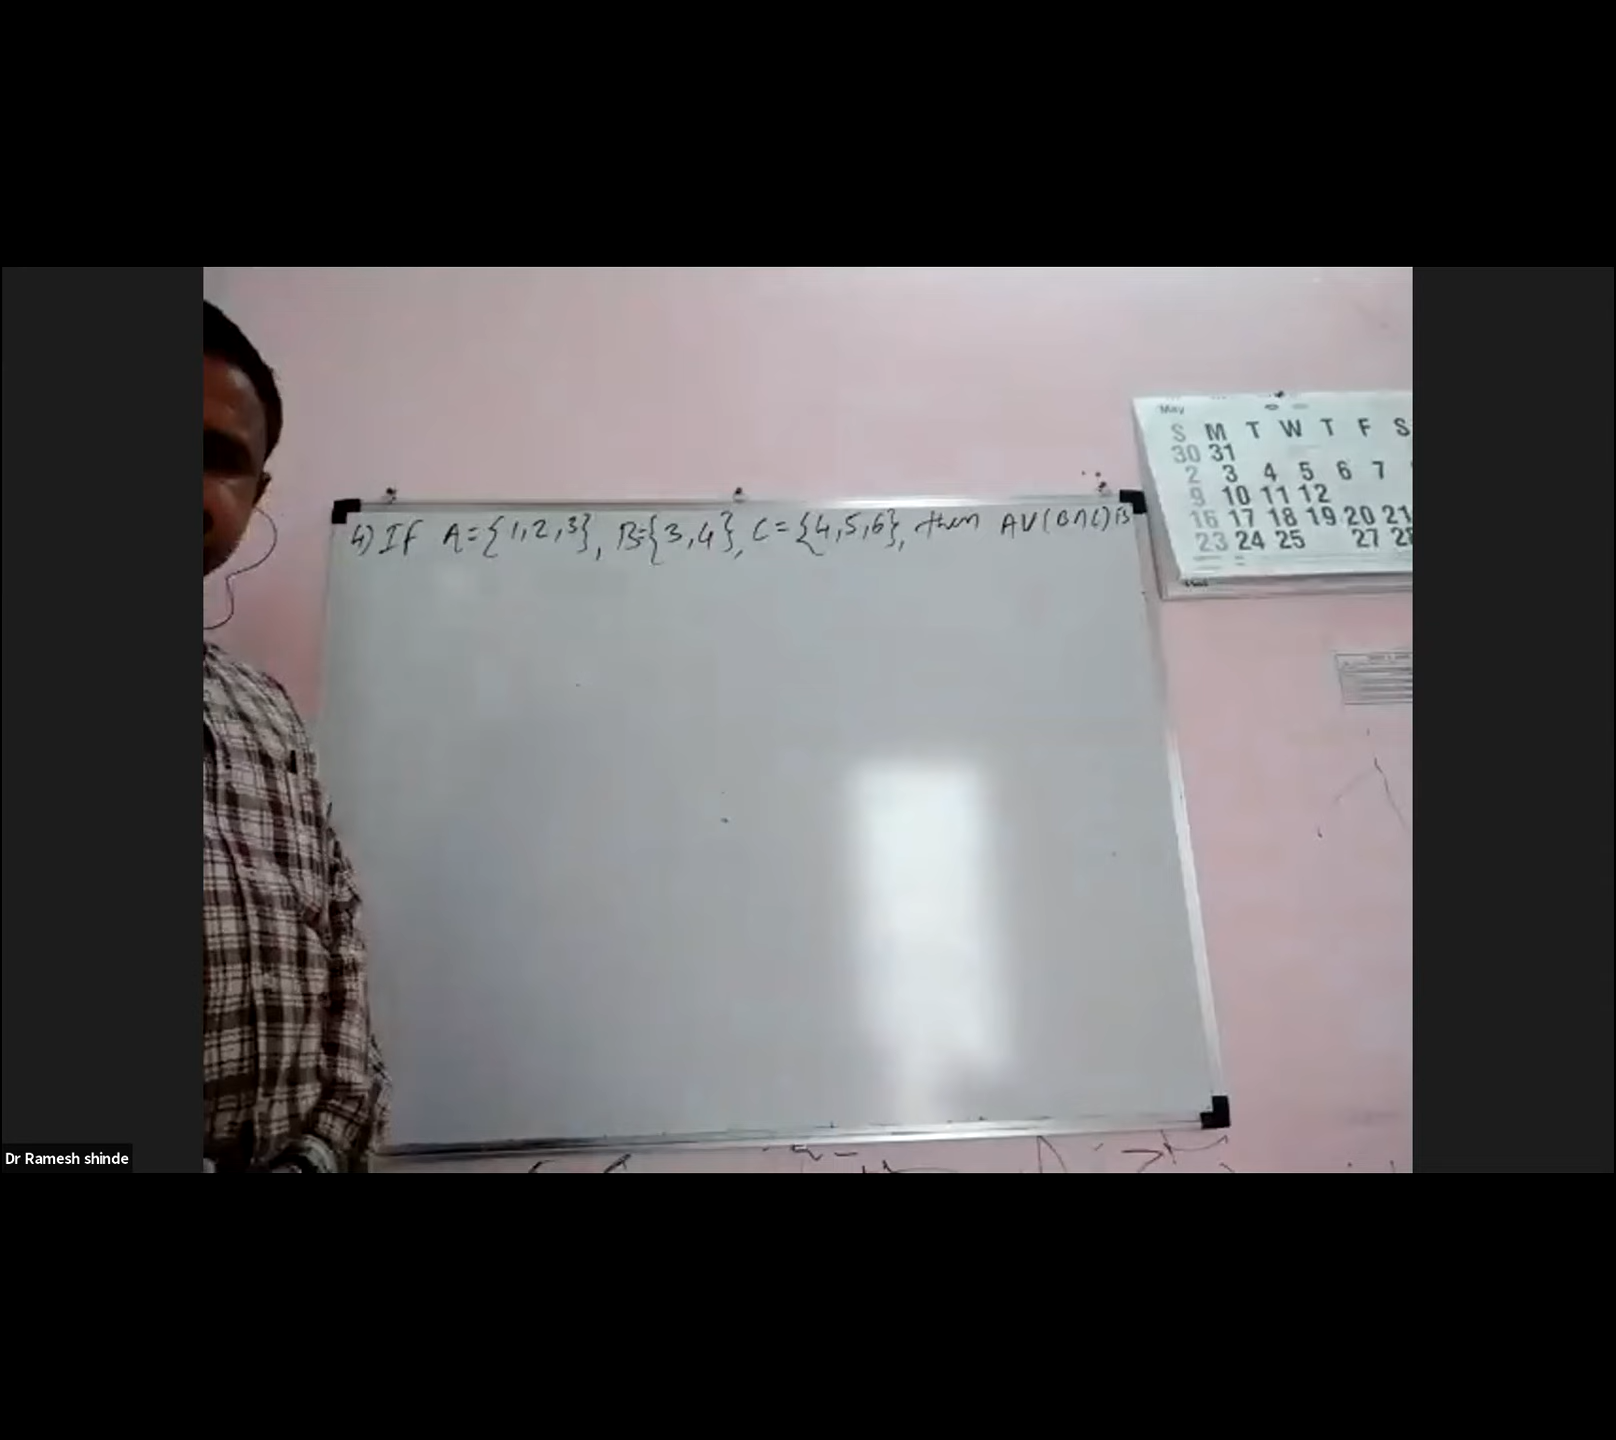 4) If A={1,2,3}, B={3,4}, C={4,5,6}, then A∪(B∩C) is
May
S M T W T F S
30 31
2 3 4 5 6 7
9 10 11 12
16 17 18 19 20 21
23 24 25 27 28
Dr Ramesh shinde